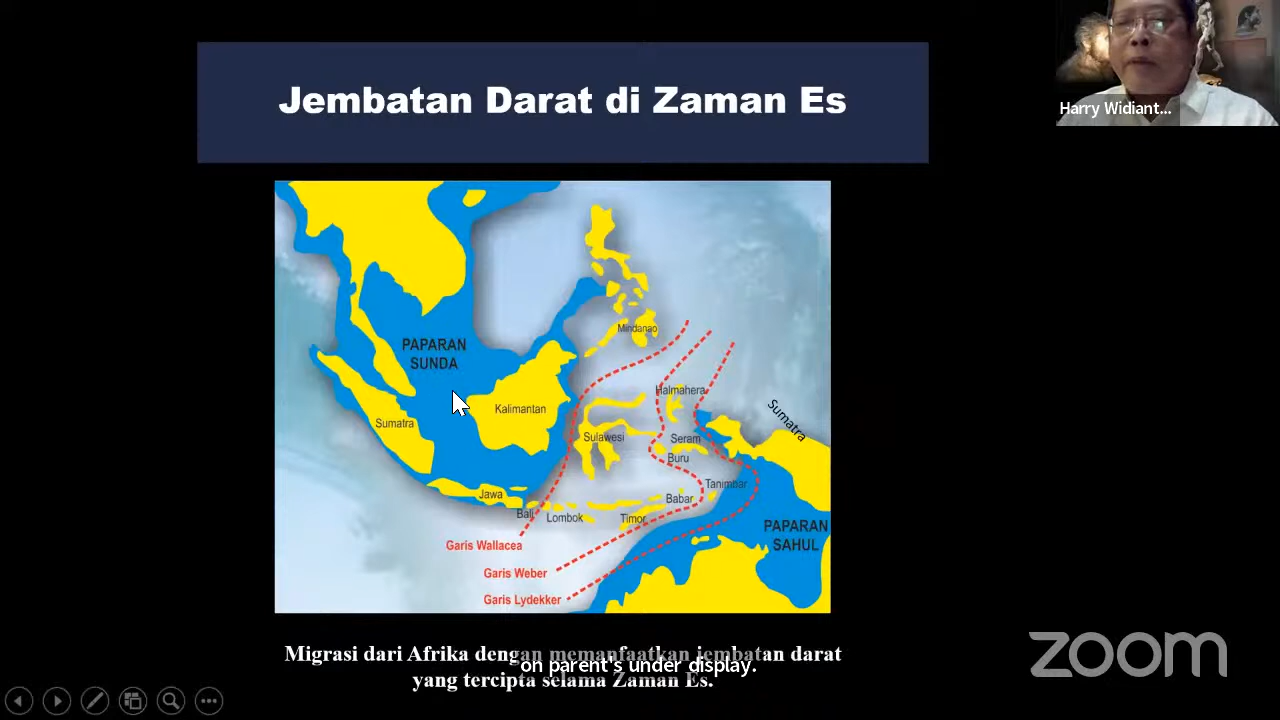 Jembatan Darat di Zaman Es
Harry Widiant...
PAPARAN
SUNDA
Mindanao
Halmahera
Sumatra
Kalimantan
Sumatra
Sulawesi
Seram
Buru
Tanimbar
Jawa
Babar
Bali
Lombok
Timor
PAPARAN
SAHUL
Garis Wallacea
Garis Weber
Garis Lydekker
Migrasi dari Afrika dengan memanfaatkan jembatan darat
on parent's under display.
yang tercipta selama Zaman Es.
zoom